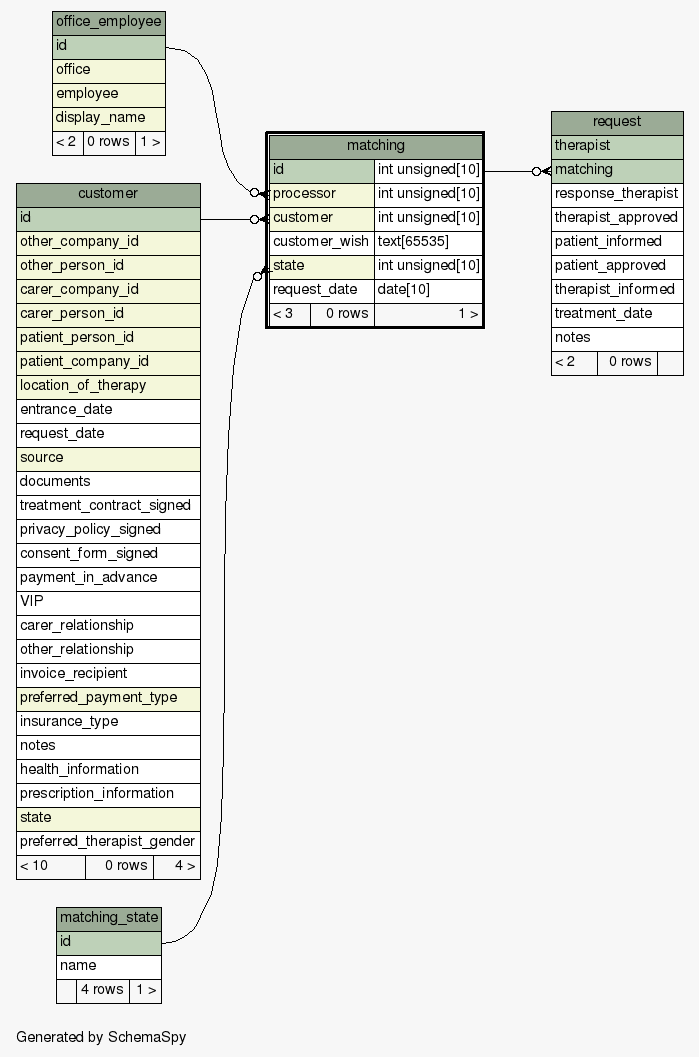 office_employee
id
office
employee
display_name
< 2 0 rows 1 >
customer
id
other_company_id
other_person_id
carer_company_id
carer_person_id
patient_person_id
patient_company_id
location_of_therapy
entrance_date
request_date
source
documents
treatment_contract_signed
privacy_policy_signed
consent_form_signed
payment_in_advance
VIP
carer_relationship
other_relationship
invoice_recipient
preferred_payment_type
insurance_type
notes
health_information
prescription_information
state
preferred_therapist_gender
< 10 0 rows 4 >
matching_state
id
name
4 rows 1 >
matching
id int unsigned[10]
processor int unsigned[10]
customer int unsigned[10]
customer_wish text[65535]
state int unsigned[10]
request_date date[10]
< 3 0 rows 1 >
request
therapist
matching
response_therapist
therapist_approved
patient_informed
patient_approved
therapist_informed
treatment_date
notes
< 2 0 rows
Generated by SchemaSpy